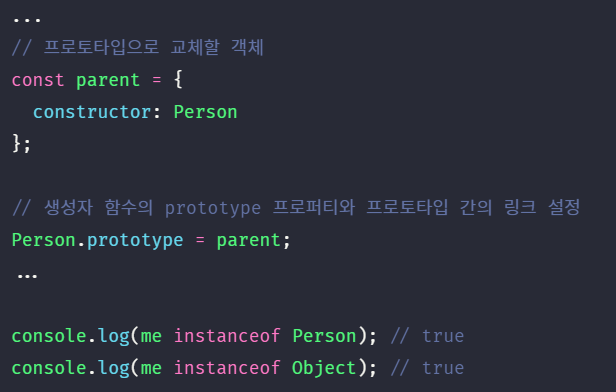 ...
// 프로토타입으로 교체할 객체
const parent = {
  constructor: Person
};
// 생성자 함수의 prototype 프로퍼티와 프로토타입 간의 링크 설정
Person.prototype = parent;
...
console.log(me instanceof Person); // true
console.log(me instanceof Object); // true